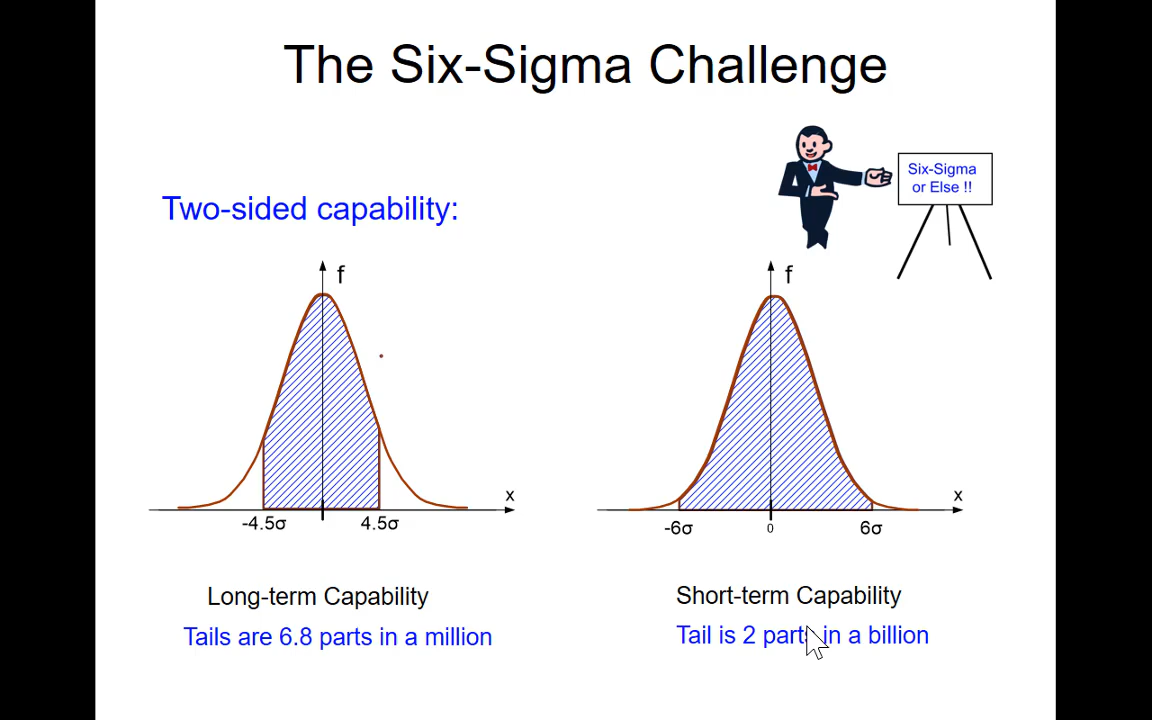 The Six-Sigma Challenge
Six-Sigma
or Else !!
Two-sided capability:
f
x
-4.5σ
4.5σ
f
x
-6σ
0
6σ
Long-term Capability
Tails are 6.8 parts in a million
Short-term Capability
Tail is 2 parts in a billion